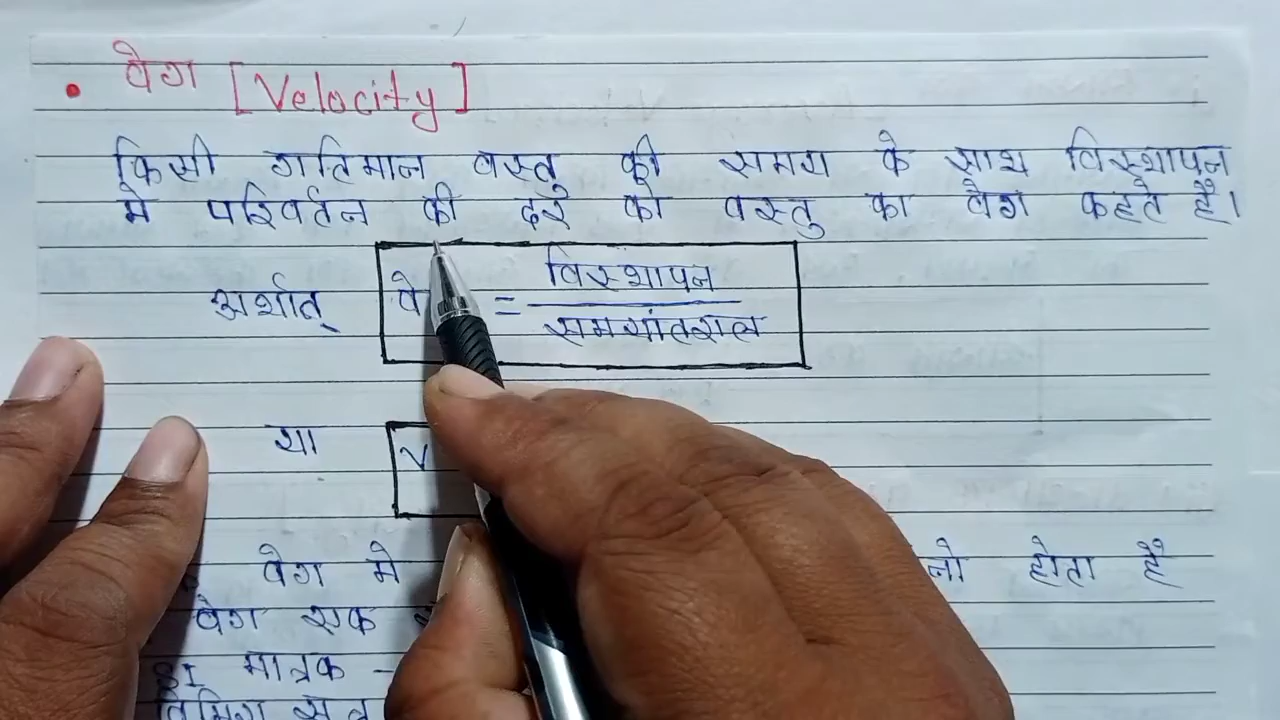 • वेग [Velocity]
किसी गतिमान वस्तु की समय के साथ विस्थापन
मे परिवर्तन की दर को वस्तु का वेग कहते है।
अर्थात् = विस्थापन
समयांतराल
या v
वेग मे होता है
वेग एक
SI मात्रक -